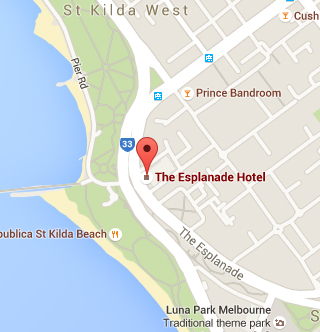 St Kilda West
Cush
Pier Rd
Prince Bandroom
33
The Esplanade Hotel
publica St Kilda Beach
The Esplanade
Luna Park Melbourne
Traditional theme park
S